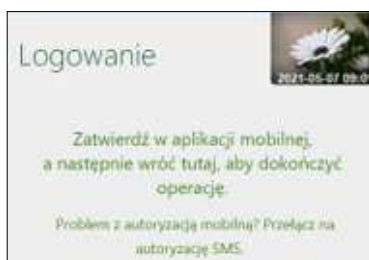 Logowanie
2021-05-07 09:0
Zatwierdź w aplikacji mobilnej,
a następnie wróć tutaj, aby dokończyć
operację.
Problem z autoryzacją mobilną? Przełącz na
autoryzację SMS.